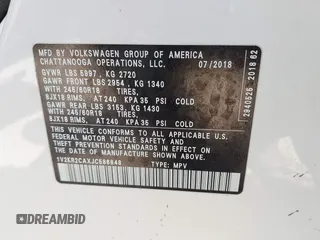 MFD. BY VOLKSWAGEN GROUP OF AMERICA
CHATTANOOGA OPERATIONS, LLC. 07/2018
GVWR LBS 5997, KG 2720
GAWR FRONT LBS 2954 , KG 1340
WITH 245/60R18 TIRES,
8JX18 RIMS, AT 240 KPA 35 PSI COLD
GAWR REAR LBS 3153, KG 1430
WITH 245/60R18 TIRES,
8JX18 RIMS, AT 240 KPA 35 PSI COLD
THIS VEHICLE CONFORMS TO ALL APPLICABLE U.S.
FEDERAL MOTOR VEHICLE SAFETY AND THEFT
PREVENTION STANDARDS IN EFFECT ON THE DATE
OF MANUFACTURE SHOWN ABOVE.
TYPE: MPV
2018 62